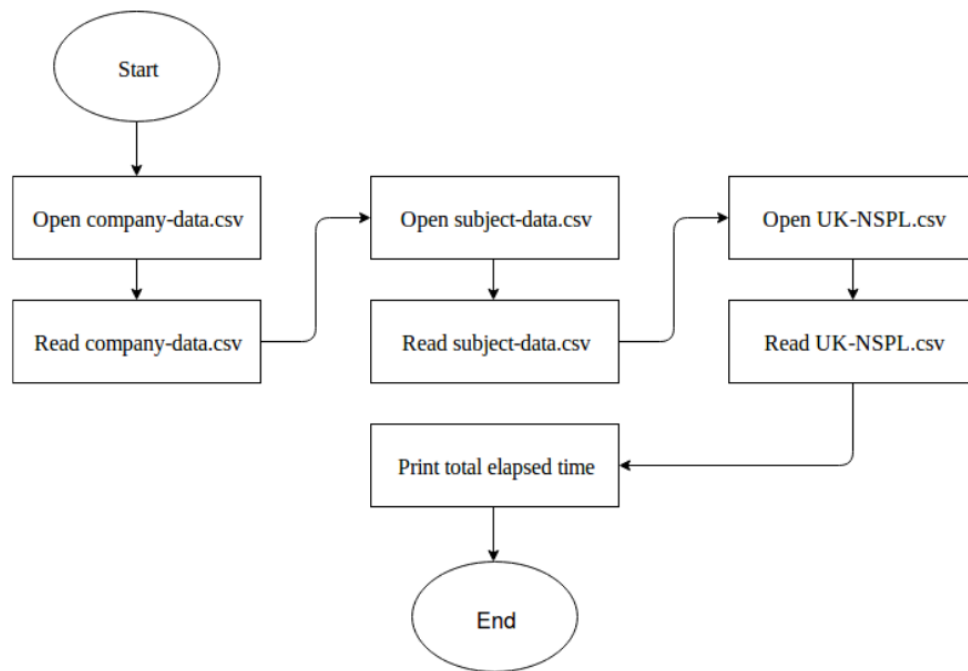 Start
Open company-data.csv
Read company-data.csv
Open subject-data.csv
Read subject-data.csv
Open UK-NSPL.csv
Read UK-NSPL.csv
Print total elapsed time
End